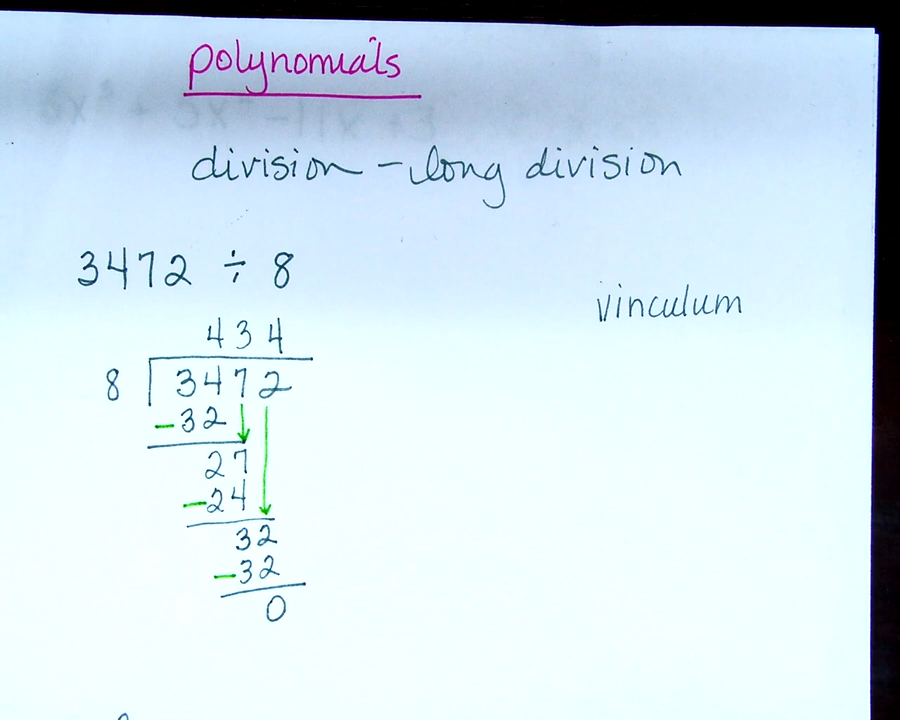 polynomials
division - long division
3472 ÷ 8
vinculum
434
8 3472
-32
27
-24
32
-32
0